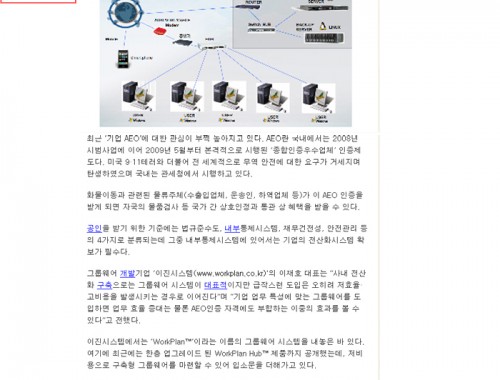 ROUTER
SERVER
LINUX
SERVER
DVR
Smartphone
USER USER USER USER USER
최근 '기업 AEO'에 대한 관심이 부쩍 높아지고 있다. AEO란 국내에서는 2008년
시범사업에 이어 2009년 5월부터 본격적으로 시행된 '종합인증우수업체' 인증제
도다. 미국 9·11테러와 더불어 전 세계적으로 무역 안전에 대한 요구가 거세지며
탄생하였으며 국내는 관세청에서 시행하고 있다.
화물이동과 관련된 물류주체(수출입업체, 운송인, 하역업체 등)가 이 AEO 인증을
받게 되면 자국의 물품검사 등 국가 간 상호인정과 통관 상 혜택을 받을 수 있다.
공인을 받기 위한 기준에는 법규준수도, 내부통제시스템, 재무건전성, 안전관리 등
의 4가지로 분류되는데 그중 내부통제시스템에 있어서는 기업의 전산화시스템 확
보가 필수다.
그룹웨어 개발기업 '이진시스템(www.workplan.co.kr)'의 이재호 대표는 "사내 전산
화 구축으로는 그룹웨어 시스템이 대표적이지만 급작스런 도입은 오히려 저효율·
고비용을 발생시키는 경우로 이어진다"며 "기업 업무 특성에 맞는 그룹웨어를 도
입하면 업무 효율 증대는 물론 AEO인증 자격에도 부합하는 이중의 효과를 볼 수
있다"고 전했다.
이진시스템에서는 'WorkPlan™'이라는 이름의 그룹웨어 시스템을 내놓은 바 있다.
여기에 최근에는 한층 업그레이드 된 WorkPlan Hub™ 제품까지 공개했는데, 저비
용으로 구축형 그룹웨어를 마련할 수 있어 입소문을 더해가고 있다.